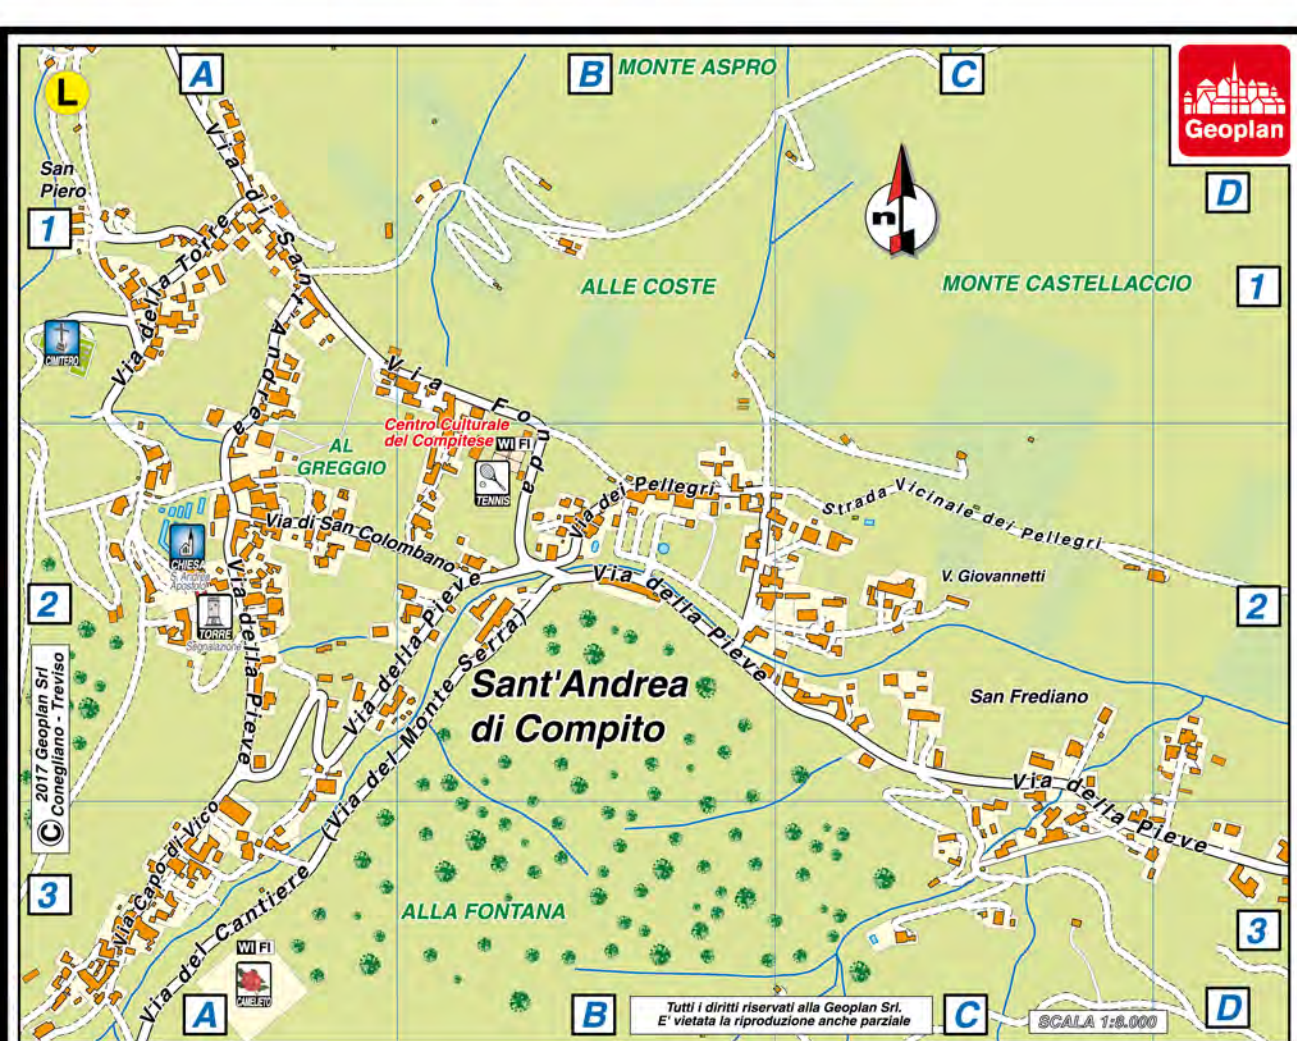 A
B
MONTE ASPRO
C
L
Geoplan
San
Piero
1
D
n
Via di Sant'Andrea
Via della Torre
ALLE COSTE
MONTE CASTELLACCIO
1
CIMITERO
Via Fonda
Centro Culturale
del Compitese WI FI
AL
GREGGIO
TENNIS
Via dei Pellegri
Strada Vicinale dei Pellegri
Via di San Colombano
CHIESA
S. Andrea
Apostolo
V. Giovannetti
2
2
TORRE
Segnalazione
Via della Pieve
Via della Pieve
Via della Pieve
Sant'Andrea
di Compito
San Frediano
© 2017 Geoplan Srl
Conegliano - Treviso
Via della Pieve
Via Capo di Vico
Via del Cantiere (Via del Monte Serra)
3
ALLA FONTANA
3
WI FI
CAMELIETO
A
B
Tutti i diritti riservati alla Geoplan Srl.
E' vietata la riproduzione anche parziale
C
SCALA 1:6.000
D